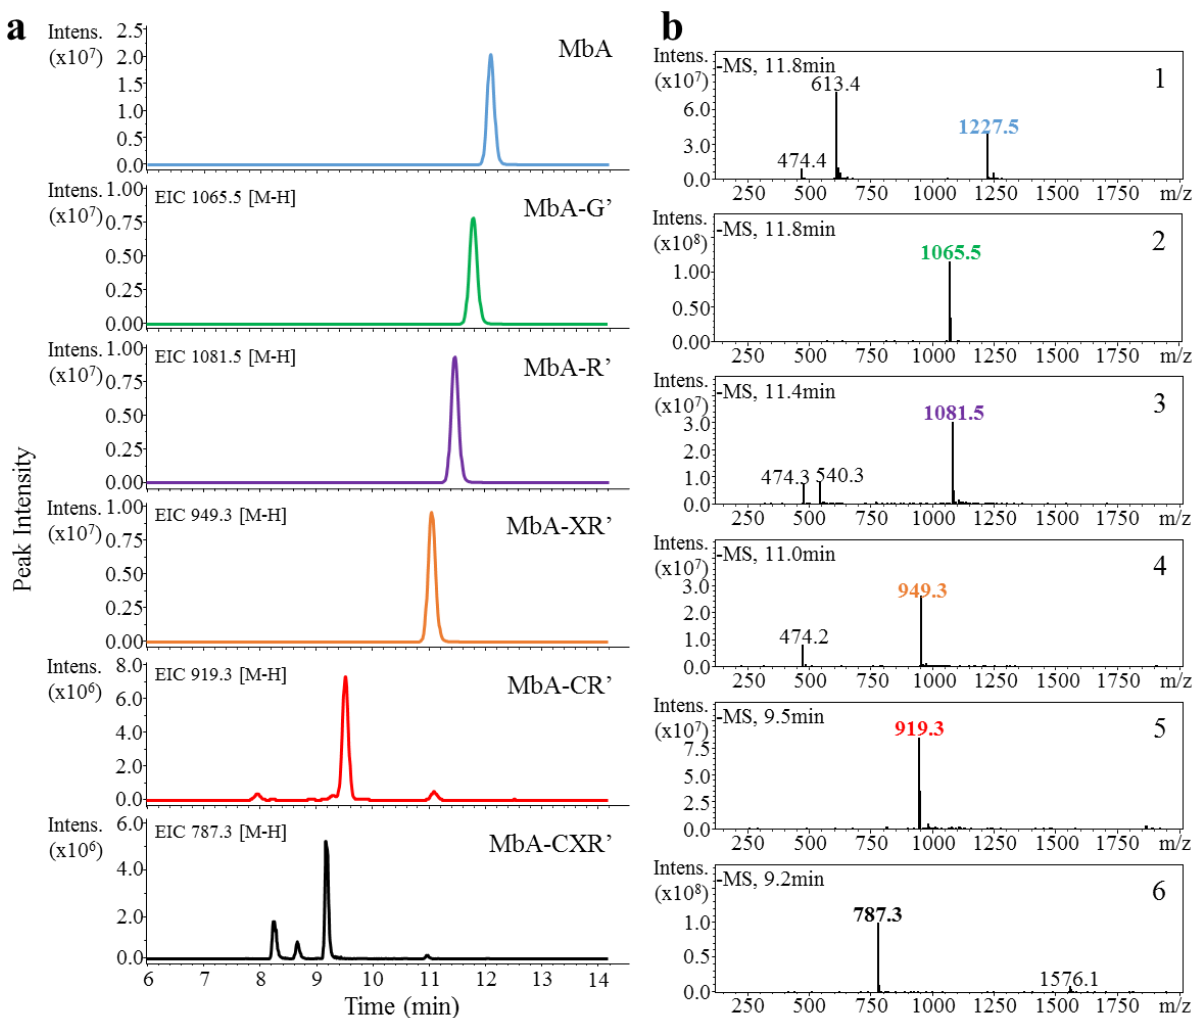 a
Intens.
(x10⁷)
2.5
2.0
1.5
1.0
0.5
0.0
MbA
Intens.
(x10⁷)
1.00
0.75
0.50
0.25
0.00
EIC 1065.5 [M-H]
MbA-G'
Intens.
(x10⁷)
1.00
0.75
0.50
0.25
0.00
EIC 1081.5 [M-H]
MbA-R'
Intens.
(x10⁷)
1.00
0.75
0.50
0.25
0.00
EIC 949.3 [M-H]
MbA-XR'
Intens.
(x10⁶)
8.0
6.0
4.0
2.0
0.0
EIC 919.3 [M-H]
MbA-CR'
Intens.
(x10⁶)
6.0
4.0
2.0
0.0
EIC 787.3 [M-H]
MbA-CXR'
6 7 8 9 10 11 12 13 14
Time (min)
Peak Intensity
b
Intens.
(x10⁷)
6.0
3.0
0.0
-MS, 11.8min
1
613.4
1227.5
474.4
250 500 750 1000 1250 1500 1750 m/z
Intens.
(x10⁸)
1.00
0.50
0.00
-MS, 11.8min
2
1065.5
250 500 750 1000 1250 1500 1750 m/z
Intens.
(x10⁷)
3.0
2.0
1.0
0.0
-MS, 11.4min
3
1081.5
474.3 540.3
250 500 750 1000 1250 1500 1750 m/z
Intens.
(x10⁷)
3.0
2.0
1.0
0.0
-MS, 11.0min
4
949.3
474.2
250 500 750 1000 1250 1500 1750 m/z
Intens.
(x10⁷)
7.5
5.0
2.5
0.0
-MS, 9.5min
5
919.3
250 500 750 1000 1250 1500 1750 m/z
Intens.
(x10⁸)
1.0
0.5
0.0
-MS, 9.2min
6
787.3
1576.1
250 500 750 1000 1250 1500 1750 m/z